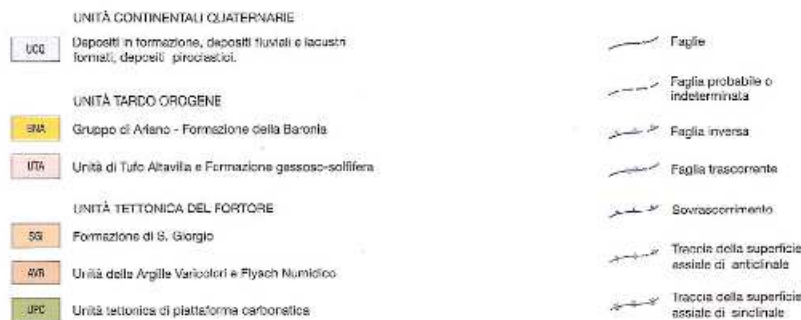 UNITÀ CONTINENTALI QUATERNARIE
UCQ
Depositi in formazione, depositi fluviali e lacustri
formati, depositi piroclastici.
UNITÀ TARDO OROGENE
BNA
Gruppo di Ariano - Formazione della Baronia
UTA
Unità di Tufo Altavilla e Formazione gessoso-solfifera
UNITÀ TETTONICA DEL FORTORE
SGI
Formazione di S. Giorgio
AVR
Unità delle Argille Varicolori e Flysch Numidico
UPC
Unità tettonica di piattaforma carbonatica
Faglie
Faglia probabile o
indeterminata
Faglia inversa
Faglia trascorrente
Sovrascorrimento
Traccia della superficie
assiale di anticlinale
Traccia della superficie
assiale di sinclinale